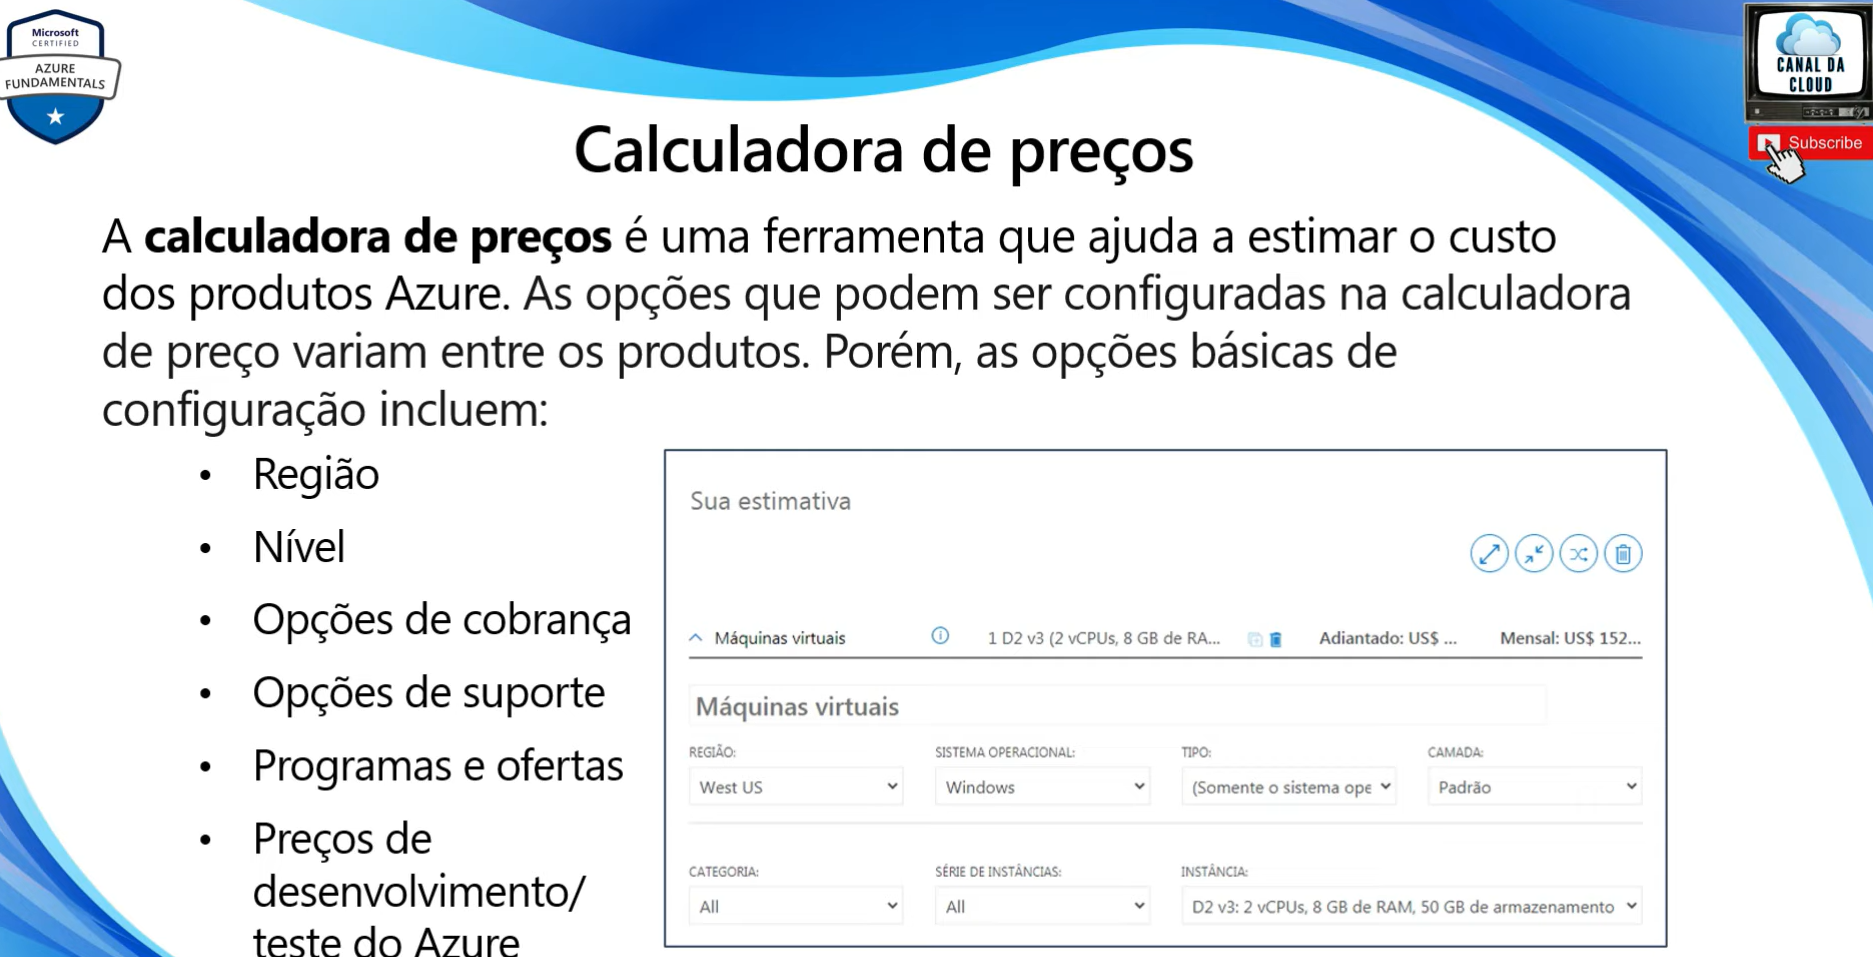 Microsoft
CERTIFIED
AZURE
FUNDAMENTALS
CANAL DA
CLOUD
Subscribe
Calculadora de preços
A calculadora de preços é uma ferramenta que ajuda a estimar o custo
dos produtos Azure. As opções que podem ser configuradas na calculadora
de preço variam entre os produtos. Porém, as opções básicas de
configuração incluem:
• Região
• Nível
• Opções de cobrança
• Opções de suporte
• Programas e ofertas
• Preços de
desenvolvimento/
teste do Azure
Sua estimativa
Máquinas virtuais 1 D2 v3 (2 vCPUs, 8 GB de RA... Adiantado: US$ ... Mensal: US$ 152...
Máquinas virtuais
REGIÃO: SISTEMA OPERACIONAL: TIPO: CAMADA:
West US Windows (Somente o sistema ope Padrão
CATEGORIA: SÉRIE DE INSTÂNCIAS: INSTÂNCIA:
All All D2 v3: 2 vCPUs, 8 GB de RAM, 50 GB de armazenamento